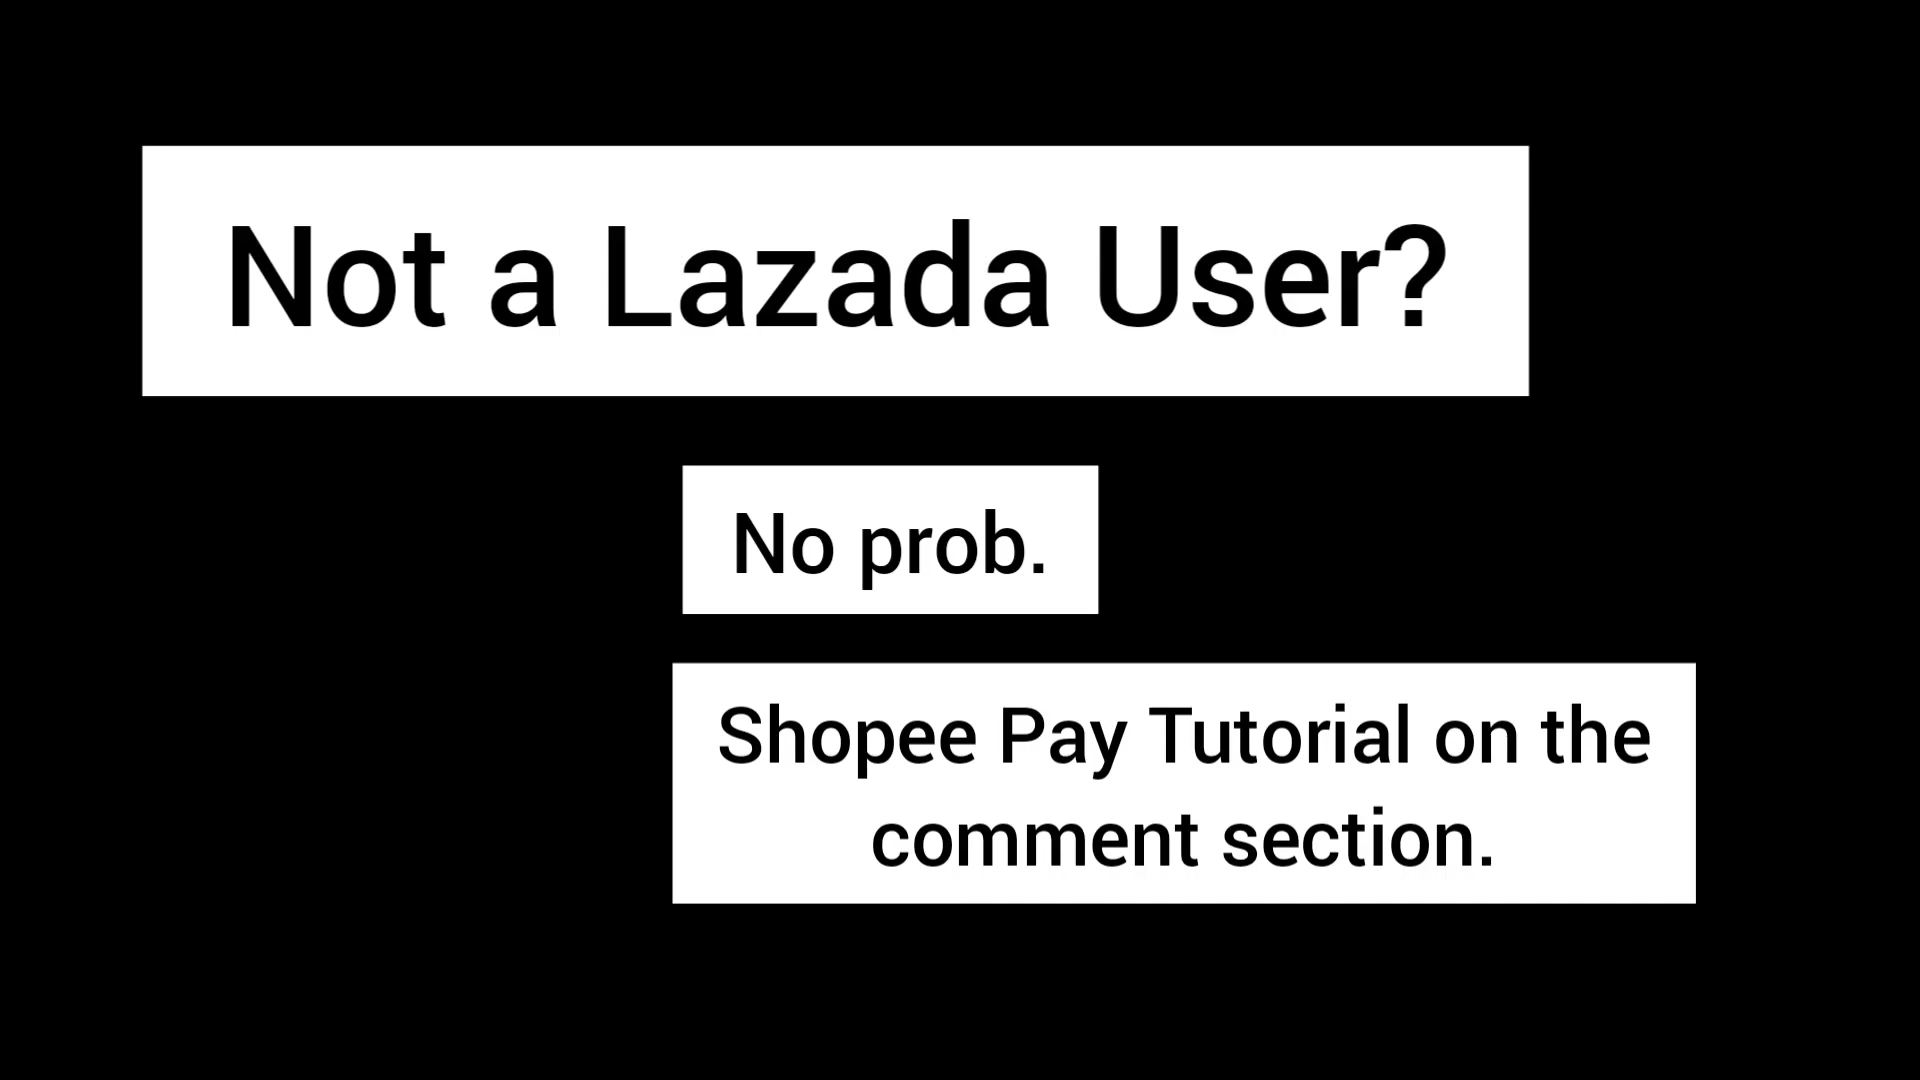 Not a Lazada User?
No prob.
Shopee Pay Tutorial on the
comment section.